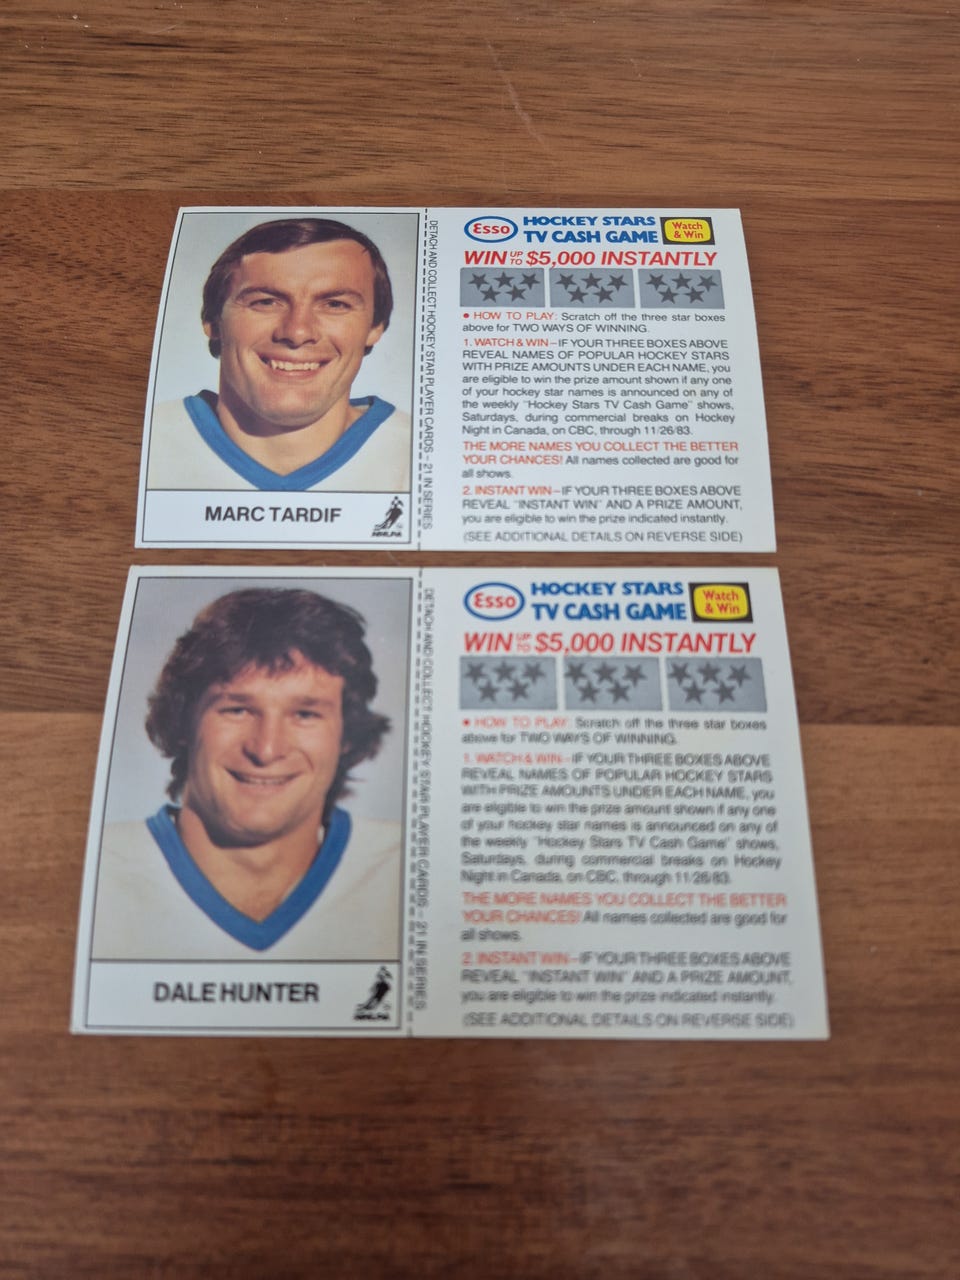 MARC TARDIF
NHLPA
DETACH AND COLLECT HOCKEY STAR PLAYER CARDS – 21 IN SERIES
Esso
HOCKEY STARS
TV CASH GAME
Watch
& Win
WIN UP TO $5,000 INSTANTLY
• HOW TO PLAY: Scratch off the three star boxes
above for TWO WAYS OF WINNING.
1. WATCH & WIN–IF YOUR THREE BOXES ABOVE
REVEAL NAMES OF POPULAR HOCKEY STARS
WITH PRIZE AMOUNTS UNDER EACH NAME, you
are eligible to win the prize amount shown if any one
of your hockey star names is announced on any of
the weekly "Hockey Stars TV Cash Game" shows,
Saturdays, during commercial breaks on Hockey
Night in Canada, on CBC, through 11/26/83.
THE MORE NAMES YOU COLLECT THE BETTER
YOUR CHANCES! All names collected are good for
all shows.
2. INSTANT WIN–IF YOUR THREE BOXES ABOVE
REVEAL "INSTANT WIN" AND A PRIZE AMOUNT,
you are eligible to win the prize indicated instantly.
(SEE ADDITIONAL DETAILS ON REVERSE SIDE)
DALE HUNTER
NHLPA
DETACH AND COLLECT HOCKEY STAR PLAYER CARDS – 21 IN SERIES
Esso
HOCKEY STARS
TV CASH GAME
Watch
& Win
WIN UP TO $5,000 INSTANTLY
• HOW TO PLAY: Scratch off the three star boxes
above for TWO WAYS OF WINNING.
1. WATCH & WIN–IF YOUR THREE BOXES ABOVE
REVEAL NAMES OF POPULAR HOCKEY STARS
WITH PRIZE AMOUNTS UNDER EACH NAME, you
are eligible to win the prize amount shown if any one
of your hockey star names is announced on any of
the weekly "Hockey Stars TV Cash Game" shows,
Saturdays, during commercial breaks on Hockey
Night in Canada, on CBC, through 11/26/83.
THE MORE NAMES YOU COLLECT THE BETTER
YOUR CHANCES! All names collected are good for
all shows.
2. INSTANT WIN–IF YOUR THREE BOXES ABOVE
REVEAL "INSTANT WIN" AND A PRIZE AMOUNT,
you are eligible to win the prize indicated instantly.
(SEE ADDITIONAL DETAILS ON REVERSE SIDE)